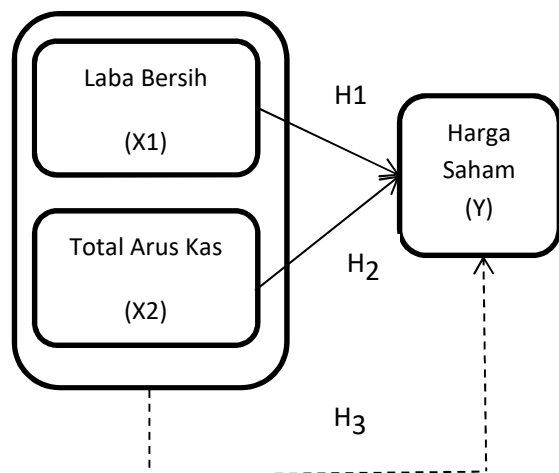 Laba Bersih
(X1)
H1
Harga
Saham
(Y)
Total Arus Kas
(X2)
H2
H3